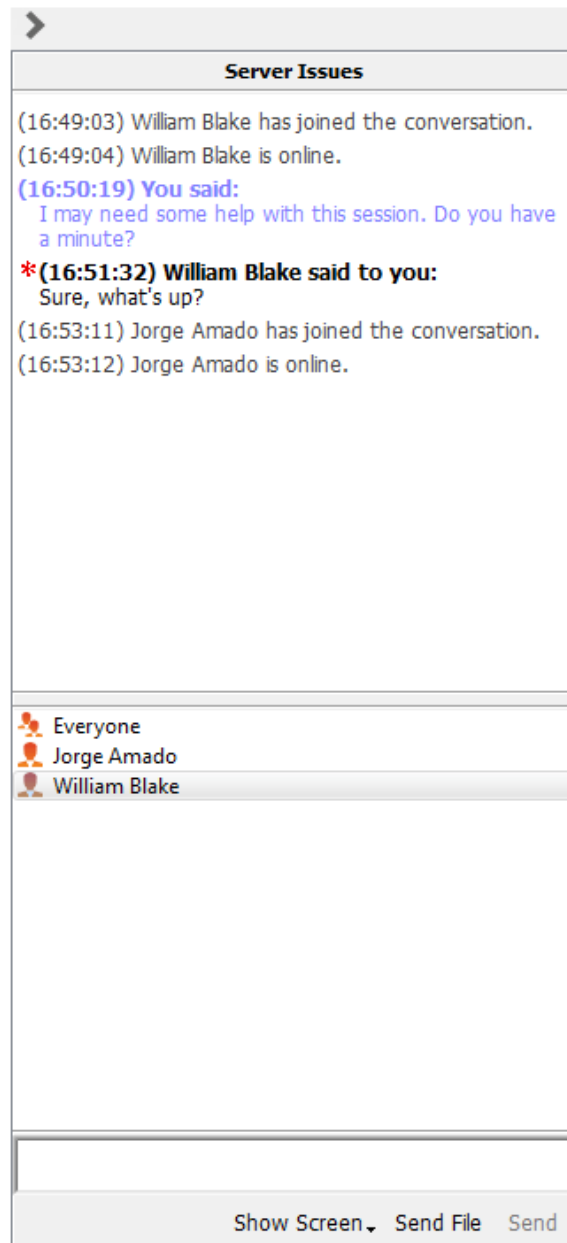 Server Issues
(16:49:03) William Blake has joined the conversation.
(16:49:04) William Blake is online.
(16:50:19) You said:
I may need some help with this session. Do you have
a minute?
*(16:51:32) William Blake said to you:
Sure, what's up?
(16:53:11) Jorge Amado has joined the conversation.
(16:53:12) Jorge Amado is online.
Everyone
Jorge Amado
William Blake
Show Screen Send File Send